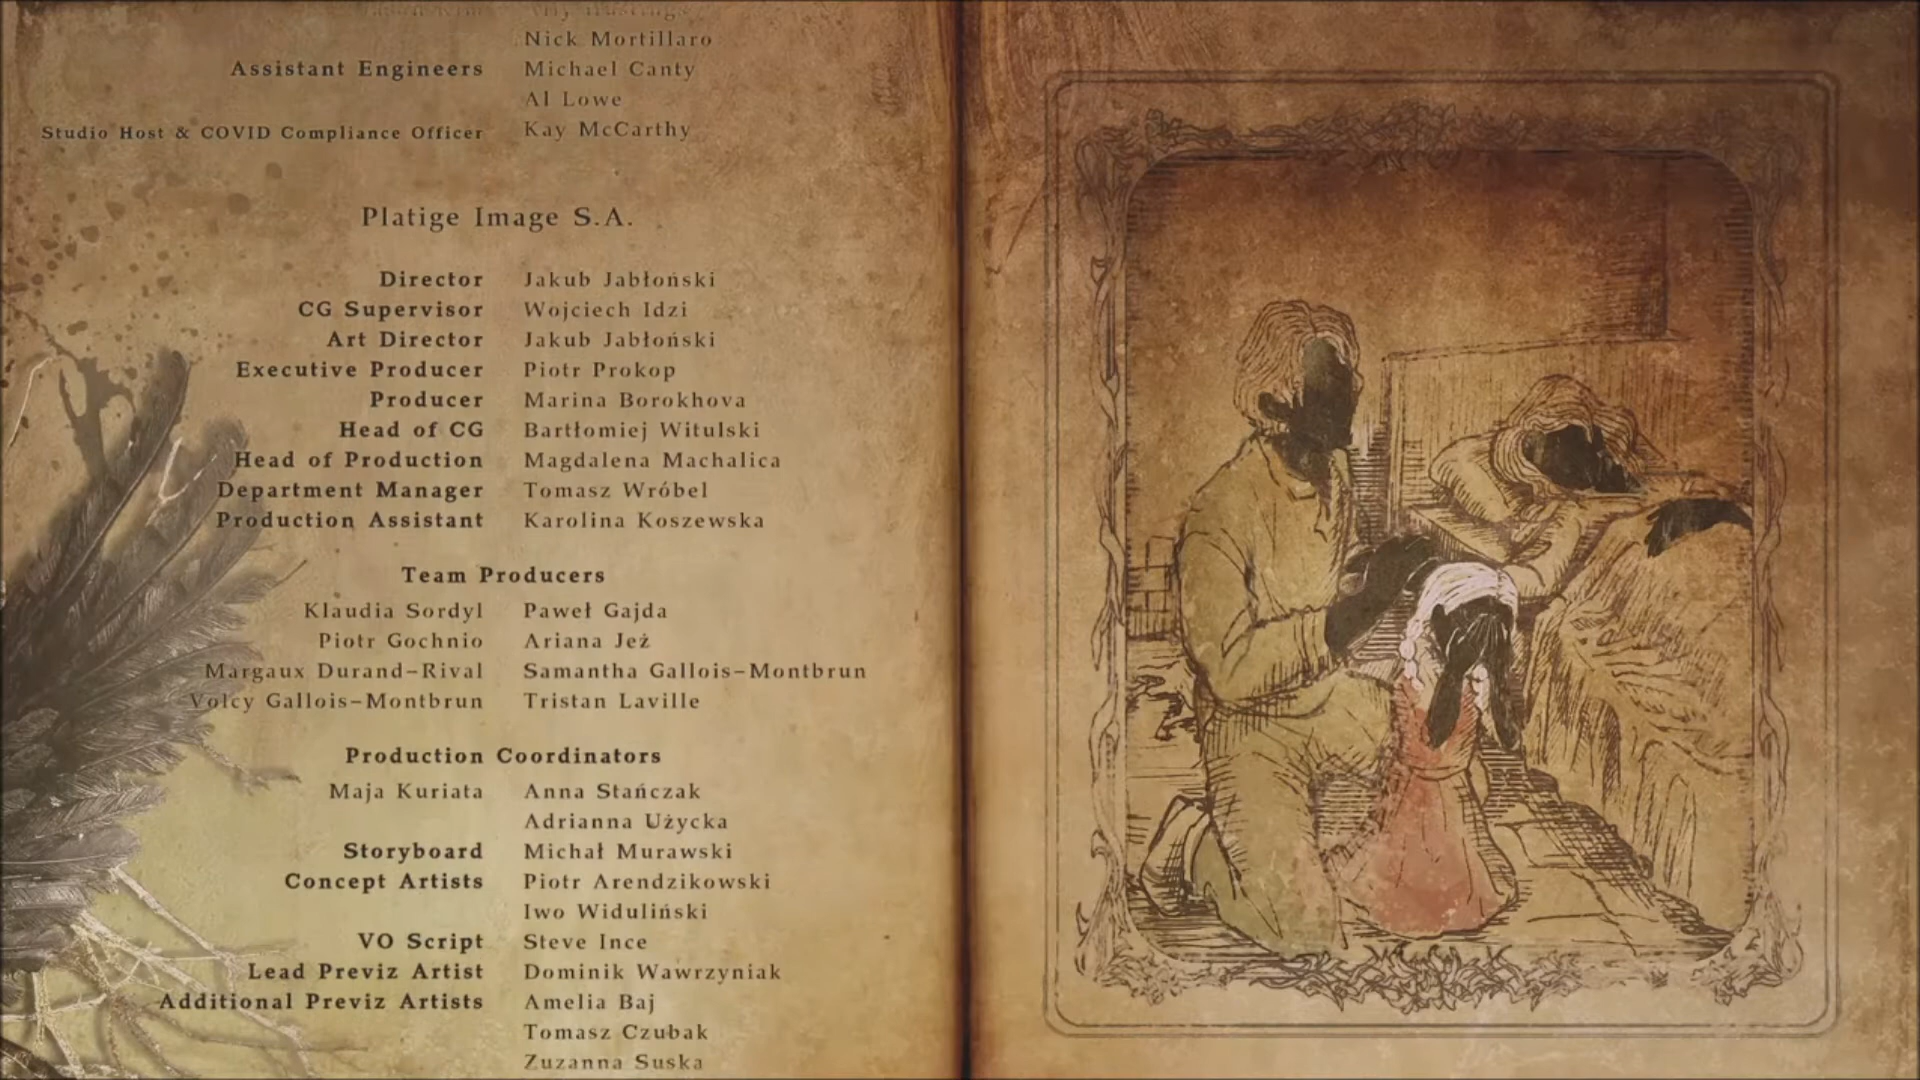 Nick Mortillaro
Assistant Engineers Michael Canty
Al Lowe
Studio Host & COVID Compliance Officer Kay McCarthy
Platige Image S.A.
Director Jakub Jabłoński
CG Supervisor Wojciech Idzi
Art Director Jakub Jabłoński
Executive Producer Piotr Prokop
Producer Marina Borokhova
Head of CG Bartłomiej Witulski
Head of Production Magdalena Machalica
Department Manager Tomasz Wróbel
Production Assistant Karolina Koszewska
Team Producers
Klaudia Sordyl Paweł Gajda
Piotr Gochnio Ariana Jeż
Margaux Durand–Rival Samantha Gallois–Montbrun
Volcy Gallois–Montbrun Tristan Laville
Production Coordinators
Maja Kuriata Anna Stańczak
Adrianna Użycka
Storyboard Michał Murawski
Concept Artists Piotr Arendzikowski
Iwo Widuliński
VO Script Steve Ince
Lead Previz Artist Dominik Wawrzyniak
Additional Previz Artists Amelia Baj
Tomasz Czubak
Zuzanna Suska